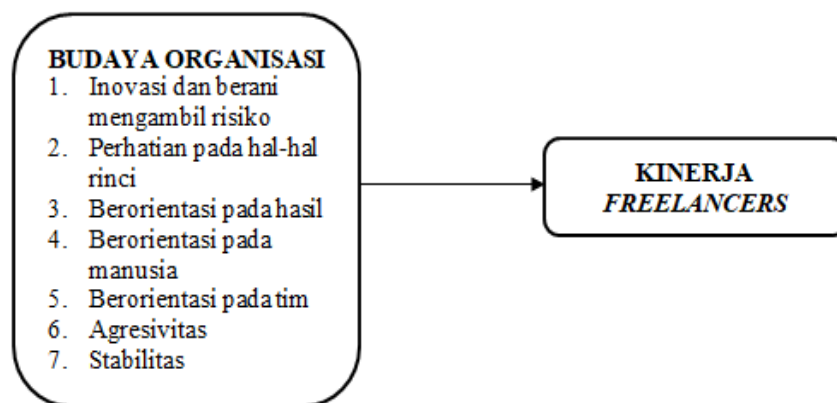 BUDAYA ORGANISASI
1. Inovasi dan berani
mengambil risiko
2. Perhatian pada hal-hal
rinci
3. Berorientasi pada hasil
4. Berorientasi pada
manusia
5. Berorientasi pada tim
6. Agresivitas
7. Stabilitas
KINERJA
FREELANCERS